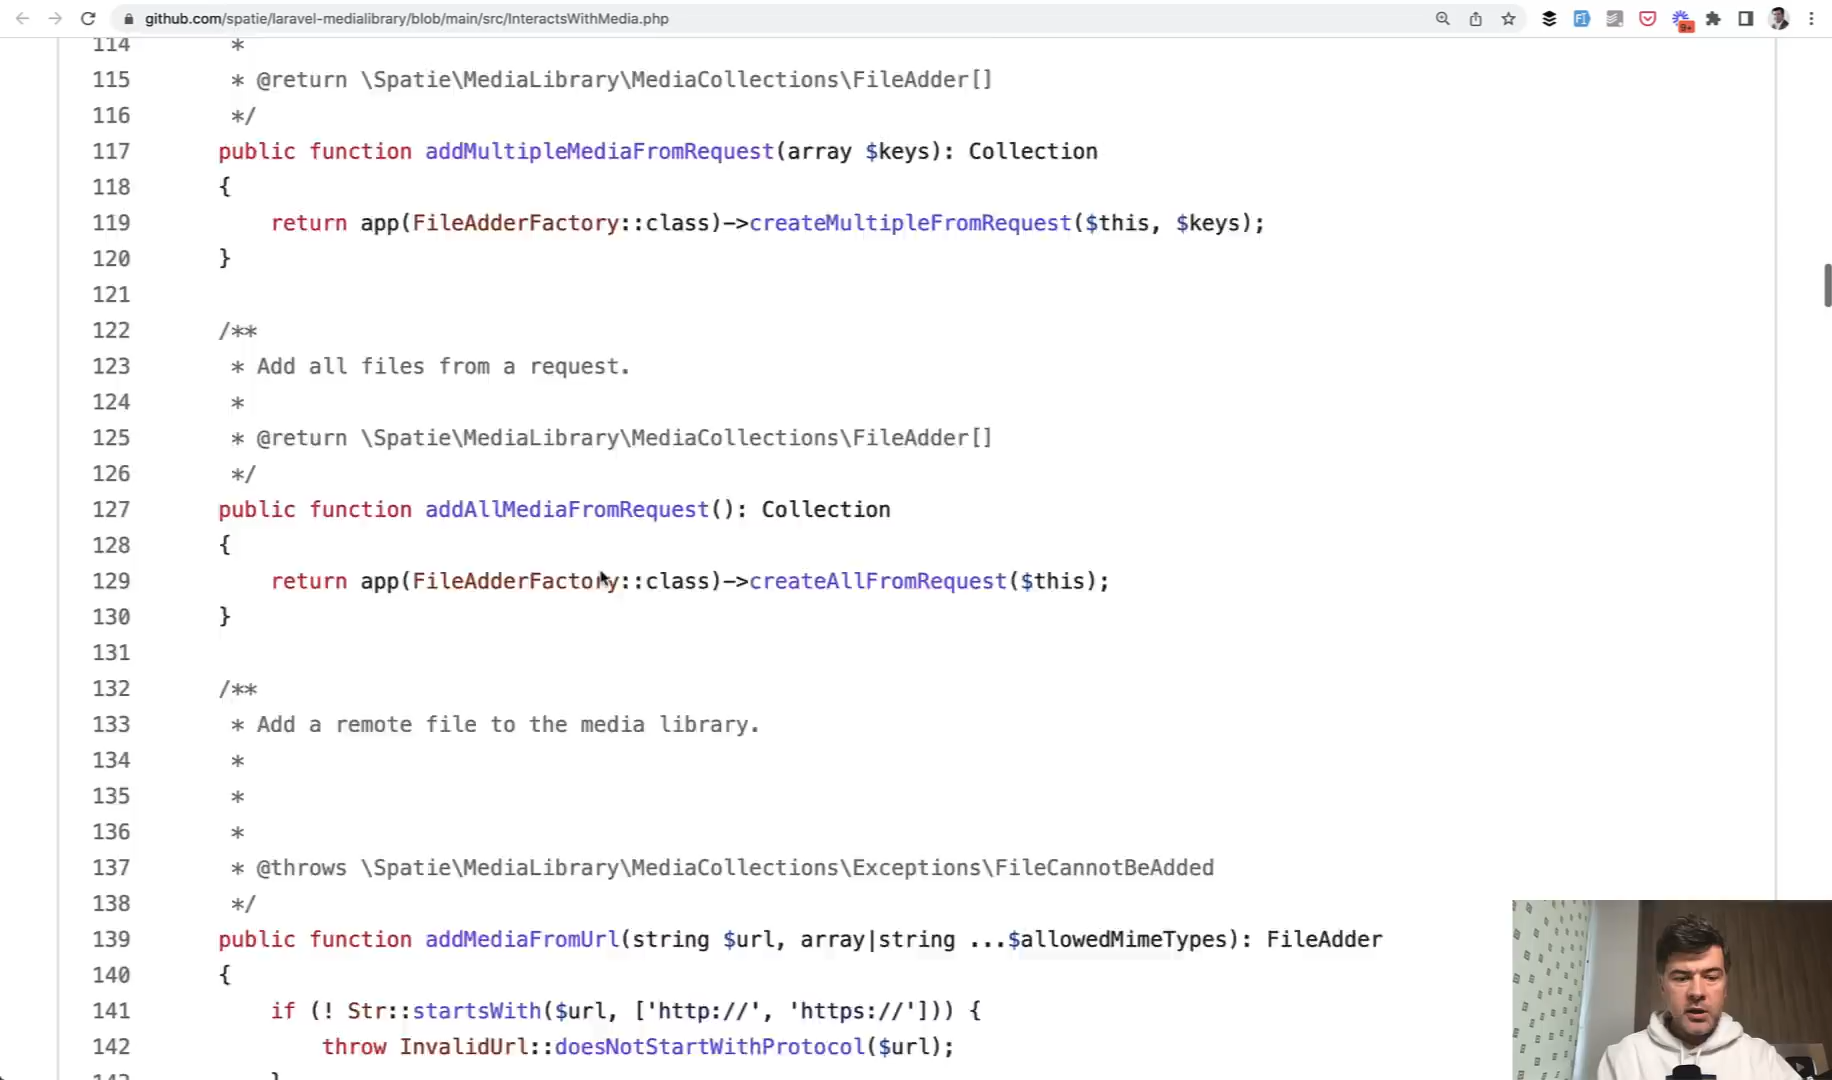 github.com/spatie/laravel-medialibrary/blob/main/src/InteractsWithMedia.php
9+
114 *
115 * @return \Spatie\MediaLibrary\MediaCollections\FileAdder[]
116 */
117 public function addMultipleMediaFromRequest(array $keys): Collection
118 {
119 return app(FileAdderFactory::class)->createMultipleFromRequest($this, $keys);
120 }
121
122 /**
123 * Add all files from a request.
124 *
125 * @return \Spatie\MediaLibrary\MediaCollections\FileAdder[]
126 */
127 public function addAllMediaFromRequest(): Collection
128 {
129 return app(FileAdderFactory::class)->createAllFromRequest($this);
130 }
131
132 /**
133 * Add a remote file to the media library.
134 *
135 *
136 *
137 * @throws \Spatie\MediaLibrary\MediaCollections\Exceptions\FileCannotBeAdded
138 */
139 public function addMediaFromUrl(string $url, array|string ...$allowedMimeTypes): FileAdder
140 {
141 if (! Str::startsWith($url, ['http://', 'https://'])) {
142 throw InvalidUrl::doesNotStartWithProtocol($url);
143 }